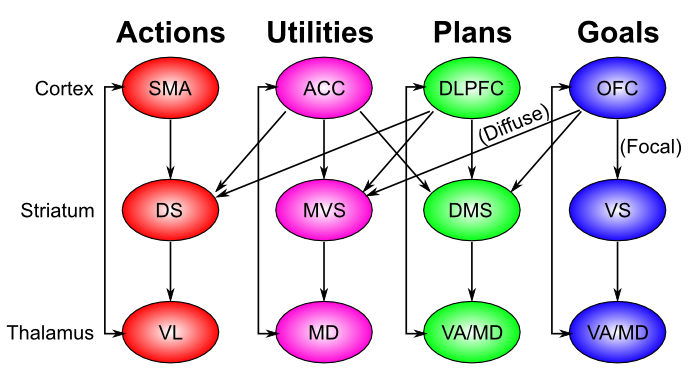 Actions Utilities Plans Goals
Cortex SMA ACC DLPFC OFC
(Diffuse)
(Focal)
Striatum DS MVS DMS VS
Thalamus VL MD VA/MD VA/MD